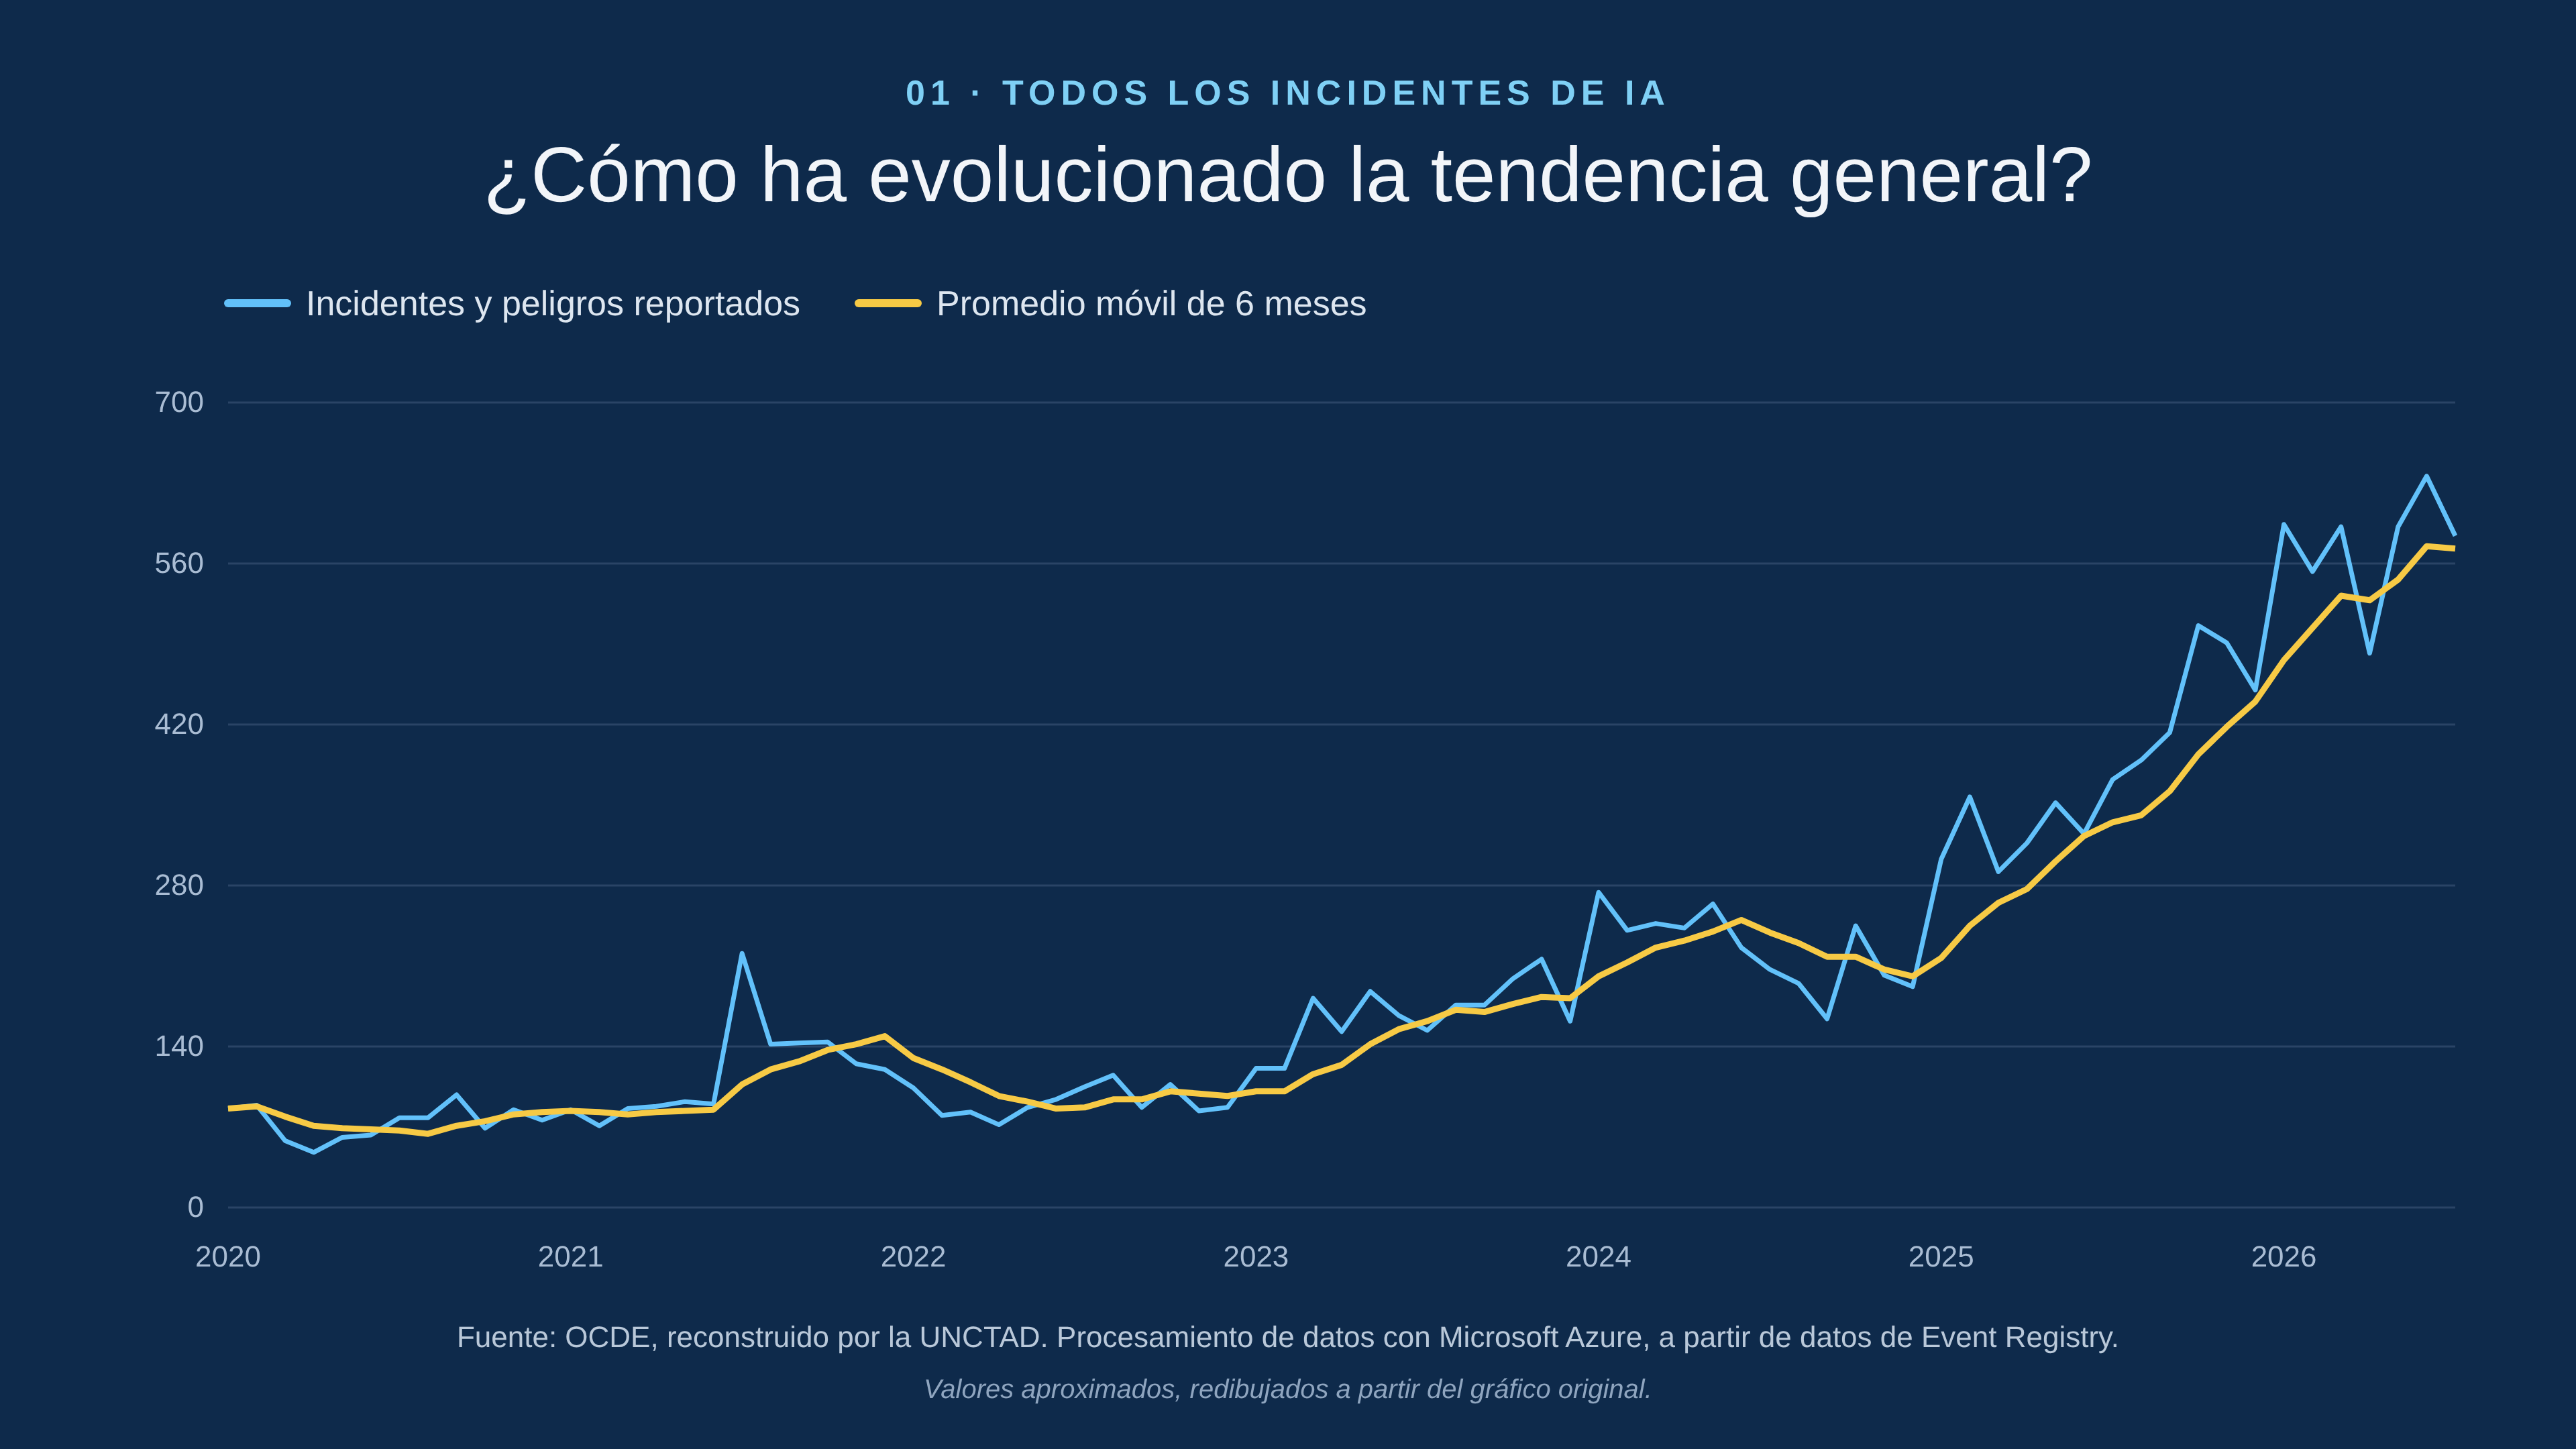 01 · TODOS LOS INCIDENTES DE IA
¿Cómo ha evolucionado la tendencia general?
Incidentes y peligros reportados
Promedio móvil de 6 meses
700
560
420
280
140
0
2020
2021
2022
2023
2024
2025
2026
Fuente: OCDE, reconstruido por la UNCTAD. Procesamiento de datos con Microsoft Azure, a partir de datos de Event Registry.
Valores aproximados, redibujados a partir del gráfico original.